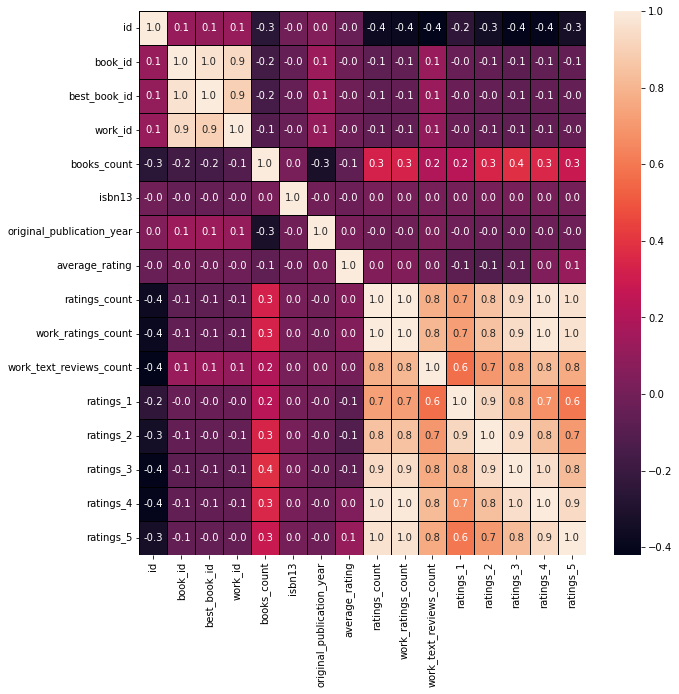 id 1.0 0.1 0.1 0.1 -0.3 -0.0 0.0 -0.0 -0.4 -0.4 -0.4 -0.2 -0.3 -0.4 -0.4 -0.3 1.0
book_id 0.1 1.0 1.0 0.9 -0.2 -0.0 0.1 -0.0 -0.1 -0.1 0.1 -0.0 -0.1 -0.1 -0.1 -0.1
best_book_id 0.1 1.0 1.0 0.9 -0.2 -0.0 0.1 -0.0 -0.1 -0.1 0.1 -0.0 -0.1 -0.1 -0.1 -0.0 0.8
work_id 0.1 0.9 0.9 1.0 -0.1 -0.0 0.1 -0.0 -0.1 -0.1 0.1 -0.0 -0.1 -0.1 -0.1 -0.0
books_count -0.3 -0.2 -0.2 -0.1 1.0 0.0 -0.3 -0.1 0.3 0.3 0.2 0.2 0.3 0.4 0.3 0.3 0.6
isbn13 -0.0 -0.0 -0.0 -0.0 0.0 1.0 -0.0 -0.0 0.0 0.0 0.0 0.0 0.0 0.0 0.0 0.0
original_publication_year 0.0 0.1 0.1 0.1 -0.3 -0.0 1.0 0.0 -0.0 -0.0 0.0 -0.0 -0.0 -0.0 -0.0 -0.0 0.4
average_rating -0.0 -0.0 -0.0 -0.0 -0.1 -0.0 0.0 1.0 0.0 0.0 0.0 -0.1 -0.1 -0.1 0.0 0.1
ratings_count -0.4 -0.1 -0.1 -0.1 0.3 0.0 -0.0 0.0 1.0 1.0 0.8 0.7 0.8 0.9 1.0 1.0 0.2
work_ratings_count -0.4 -0.1 -0.1 -0.1 0.3 0.0 -0.0 0.0 1.0 1.0 0.8 0.7 0.8 0.9 1.0 1.0
work_text_reviews_count -0.4 0.1 0.1 0.1 0.2 0.0 0.0 0.0 0.8 0.8 1.0 0.6 0.7 0.8 0.8 0.8 0.0
ratings_1 -0.2 -0.0 -0.0 -0.0 0.2 0.0 -0.0 -0.1 0.7 0.7 0.6 1.0 0.9 0.8 0.7 0.6
ratings_2 -0.3 -0.1 -0.1 -0.1 0.3 0.0 -0.0 -0.1 0.8 0.8 0.7 0.9 1.0 0.9 0.8 0.7 -0.2
ratings_3 -0.4 -0.1 -0.1 -0.1 0.4 0.0 -0.0 -0.1 0.9 0.9 0.8 0.8 0.9 1.0 1.0 0.8
ratings_4 -0.4 -0.1 -0.1 -0.1 0.3 0.0 -0.0 0.0 1.0 1.0 0.8 0.7 0.8 1.0 1.0 0.9
ratings_5 -0.3 -0.1 -0.0 -0.0 0.3 0.0 -0.0 0.1 1.0 1.0 0.8 0.6 0.7 0.8 0.9 1.0 -0.4
id book_id best_book_id work_id books_count isbn13 original_publication_year average_rating ratings_count work_ratings_count work_text_reviews_count ratings_1 ratings_2 ratings_3 ratings_4 ratings_5